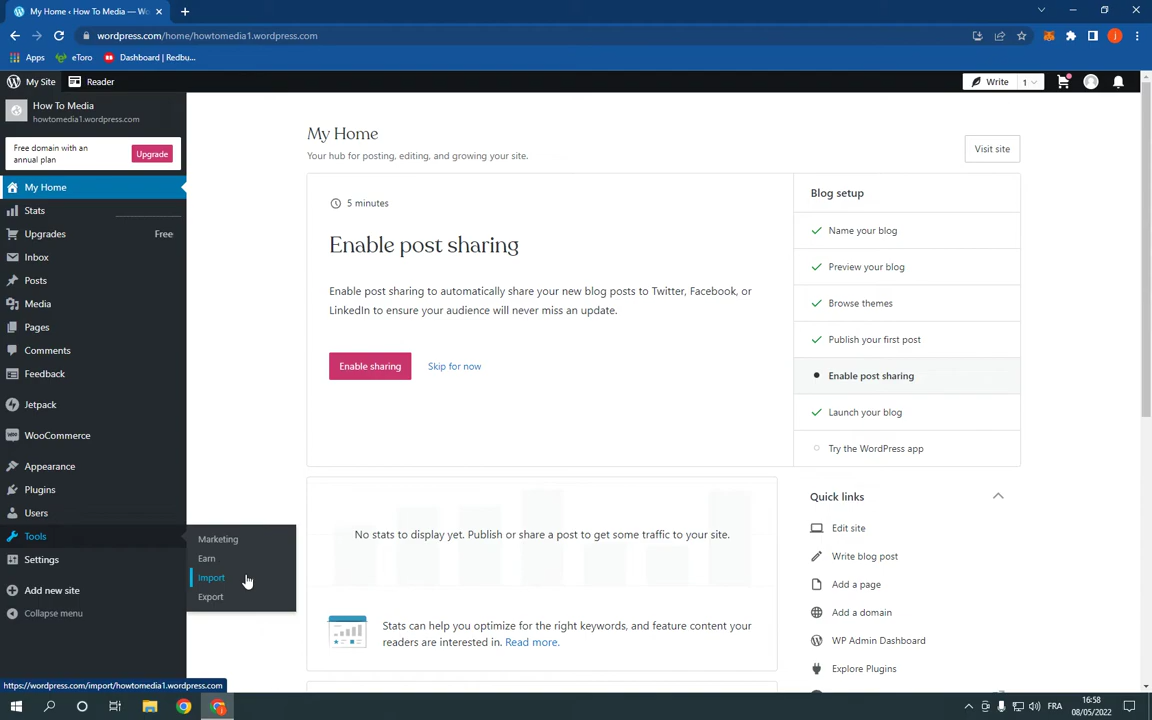 My Home ‹ How To Media — Wo
wordpress.com/home/howtomedia1.wordpress.com
Apps eToro Dashboard | Redbu...
My Site Reader Write 1
How To Media
howtomedia1.wordpress.com
Free domain with an
annual plan
Upgrade
My Home
Stats
Upgrades Free
Inbox
Posts
Media
Pages
Comments
Feedback
Jetpack
WooCommerce
Appearance
Plugins
Users
Tools
Settings
Add new site
Collapse menu
Marketing
Earn
Import
Export
My Home
Your hub for posting, editing, and growing your site.
Visit site
5 minutes
Enable post sharing
Enable post sharing to automatically share your new blog posts to Twitter, Facebook, or
LinkedIn to ensure your audience will never miss an update.
Enable sharing Skip for now
Blog setup
Name your blog
Preview your blog
Browse themes
Publish your first post
Enable post sharing
Launch your blog
Try the WordPress app
No stats to display yet. Publish or share a post to get some traffic to your site.
Stats can help you optimize for the right keywords, and feature content your
readers are interested in. Read more.
Quick links
Edit site
Write blog post
Add a page
Add a domain
WP Admin Dashboard
Explore Plugins
https://wordpress.com/import/howtomedia1.wordpress.com
FRA
16:58
08/05/2022